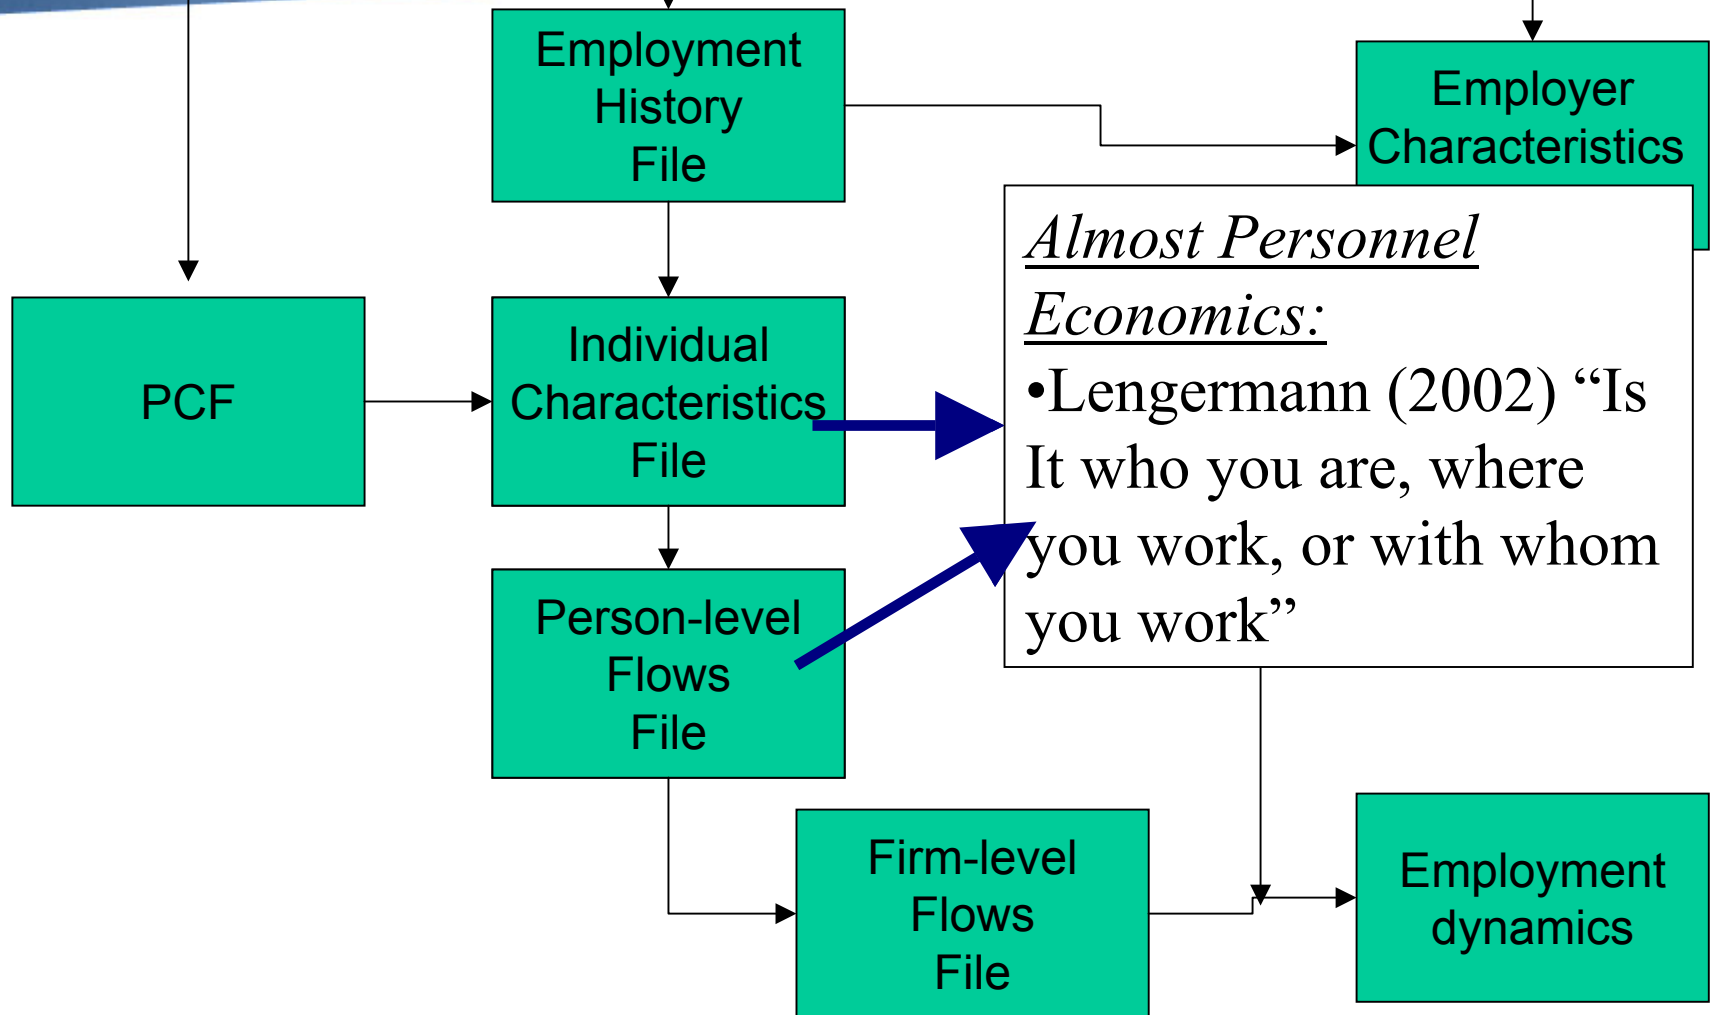 Employment
History
File
Employer
Characteristics
Almost Personnel
Economics:
•Lengermann (2002) “Is
It who you are, where
you work, or with whom
you work”
PCF
Individual
Characteristics
File
Person-level
Flows
File
Firm-level
Flows
File
Employment
dynamics